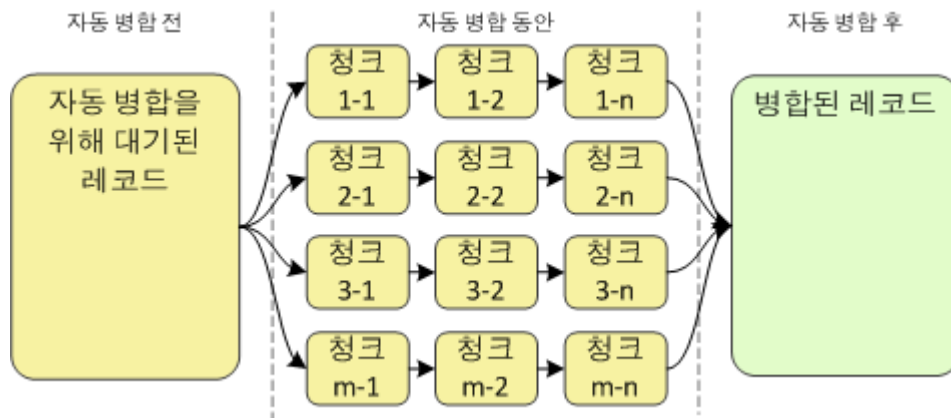 자동 병합 전
자동 병합 동안
자동 병합 후
자동 병합을
위해 대기된
레코드
청크
1-1
청크
1-2
청크
1-n
청크
2-1
청크
2-2
청크
2-n
청크
3-1
청크
3-2
청크
3-n
청크
m-1
청크
m-2
청크
m-n
병합된 레코드